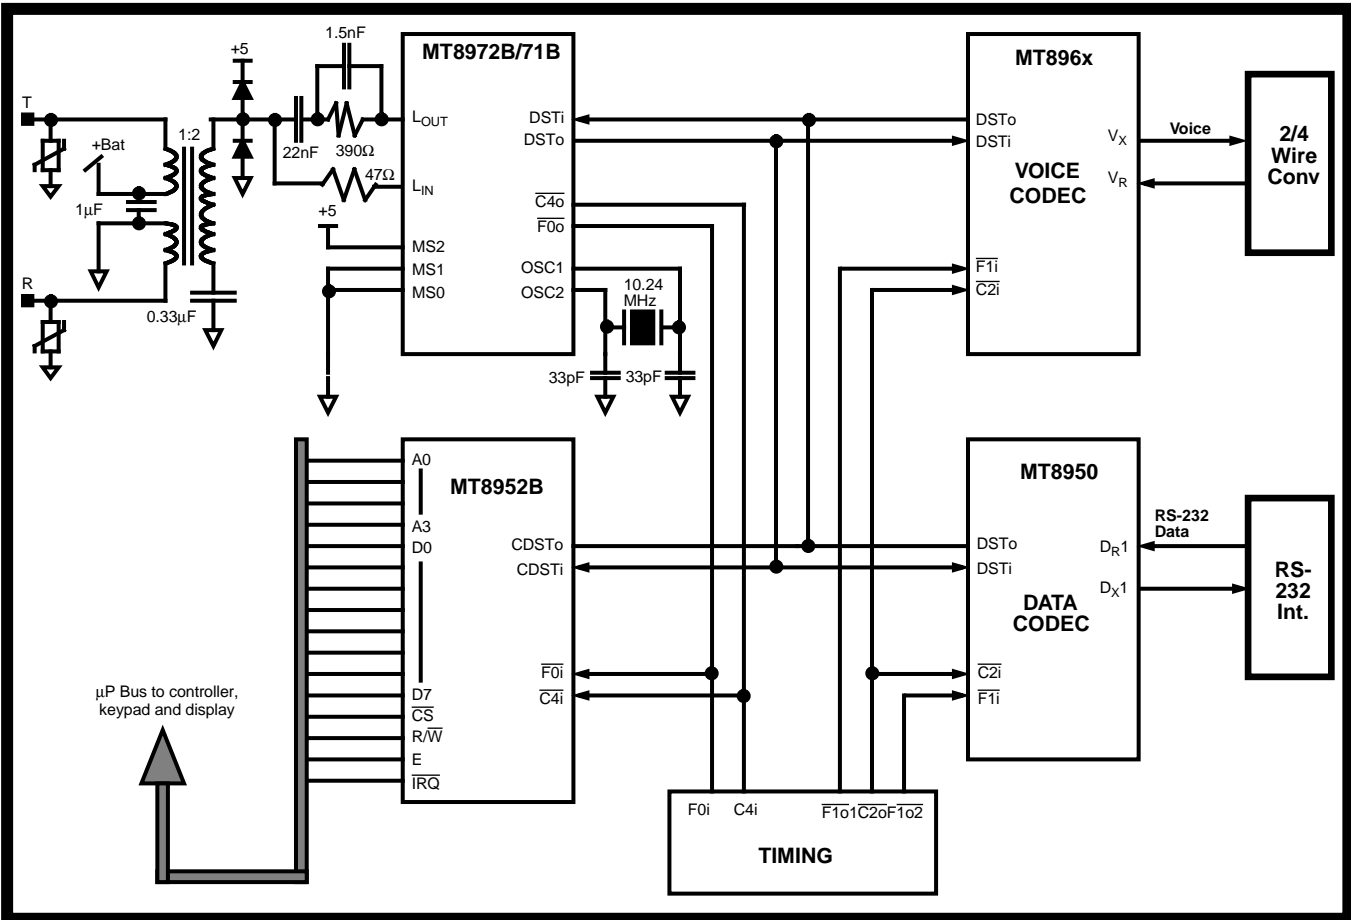 1.5nF
+5
MT8972B/71B
MT896x
T
LOUT
DSTi
DSTo
DSTo
DSTi
1:2
+Bat
22nF
390Ω
47Ω
LIN
VX
Voice
VR
VOICE
CODEC
2/4
Wire
Conv
1µF
+5
C4o
F0o
MS2
MS1
MS0
OSC1
OSC2
10.24
MHz
F1i
C2i
R
0.33µF
33pF
33pF
A0
MT8952B
MT8950
A3
D0
CDSTo
CDSTi
DSTo
DSTi
RS-232
Data
DR1
DX1
DATA
CODEC
RS-
232
Int.
F0i
C4i
C2i
F1i
D7
CS
R/W
E
IRQ
µP Bus to controller,
keypad and display
F0i
C4i
F1o1
C2o
F1o2
TIMING